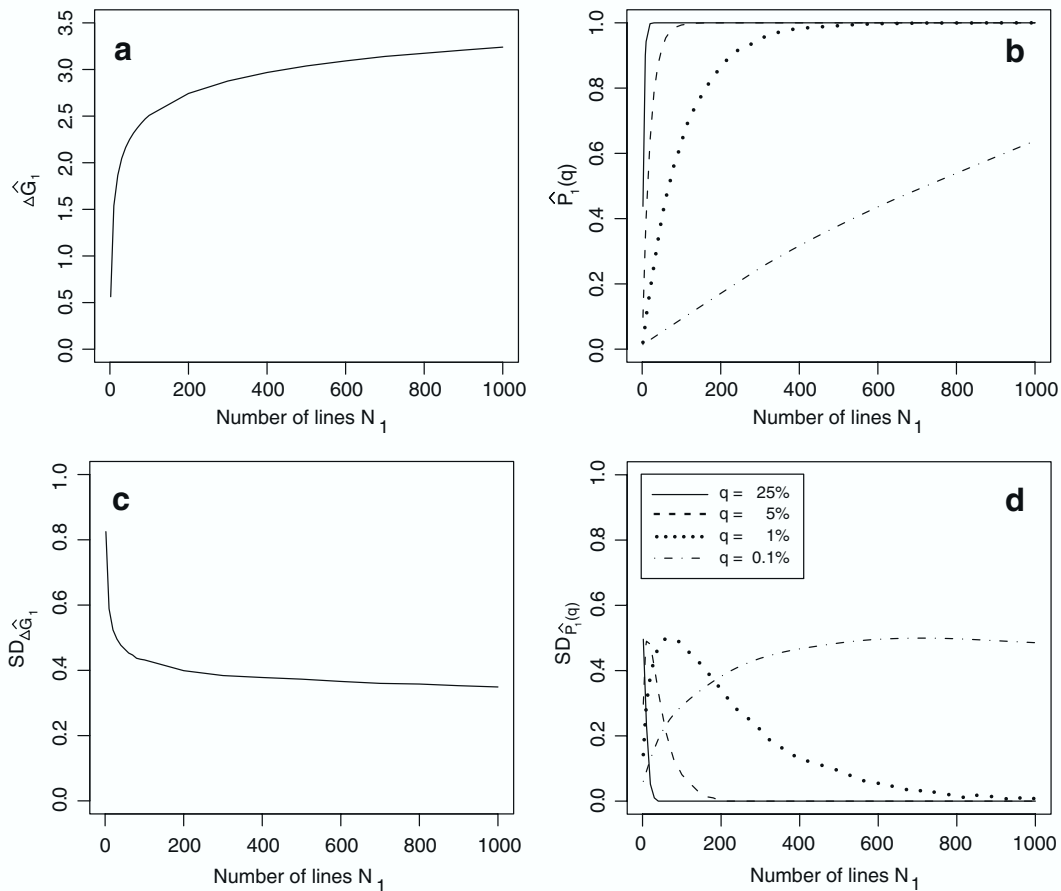 a
ΔĜ₁
0.0 0.5 1.0 1.5 2.0 2.5 3.0 3.5
0 200 400 600 800 1000
Number of lines N₁
b
P̂₁(q)
0.0 0.2 0.4 0.6 0.8 1.0
0 200 400 600 800 1000
Number of lines N₁
c
SD ΔĜ₁
0.0 0.2 0.4 0.6 0.8 1.0
0 200 400 600 800 1000
Number of lines N₁
d
q = 25%
q = 5%
q = 1%
q = 0.1%
SD P̂₁(q)
0.0 0.2 0.4 0.6 0.8 1.0
0 200 400 600 800 1000
Number of lines N₁